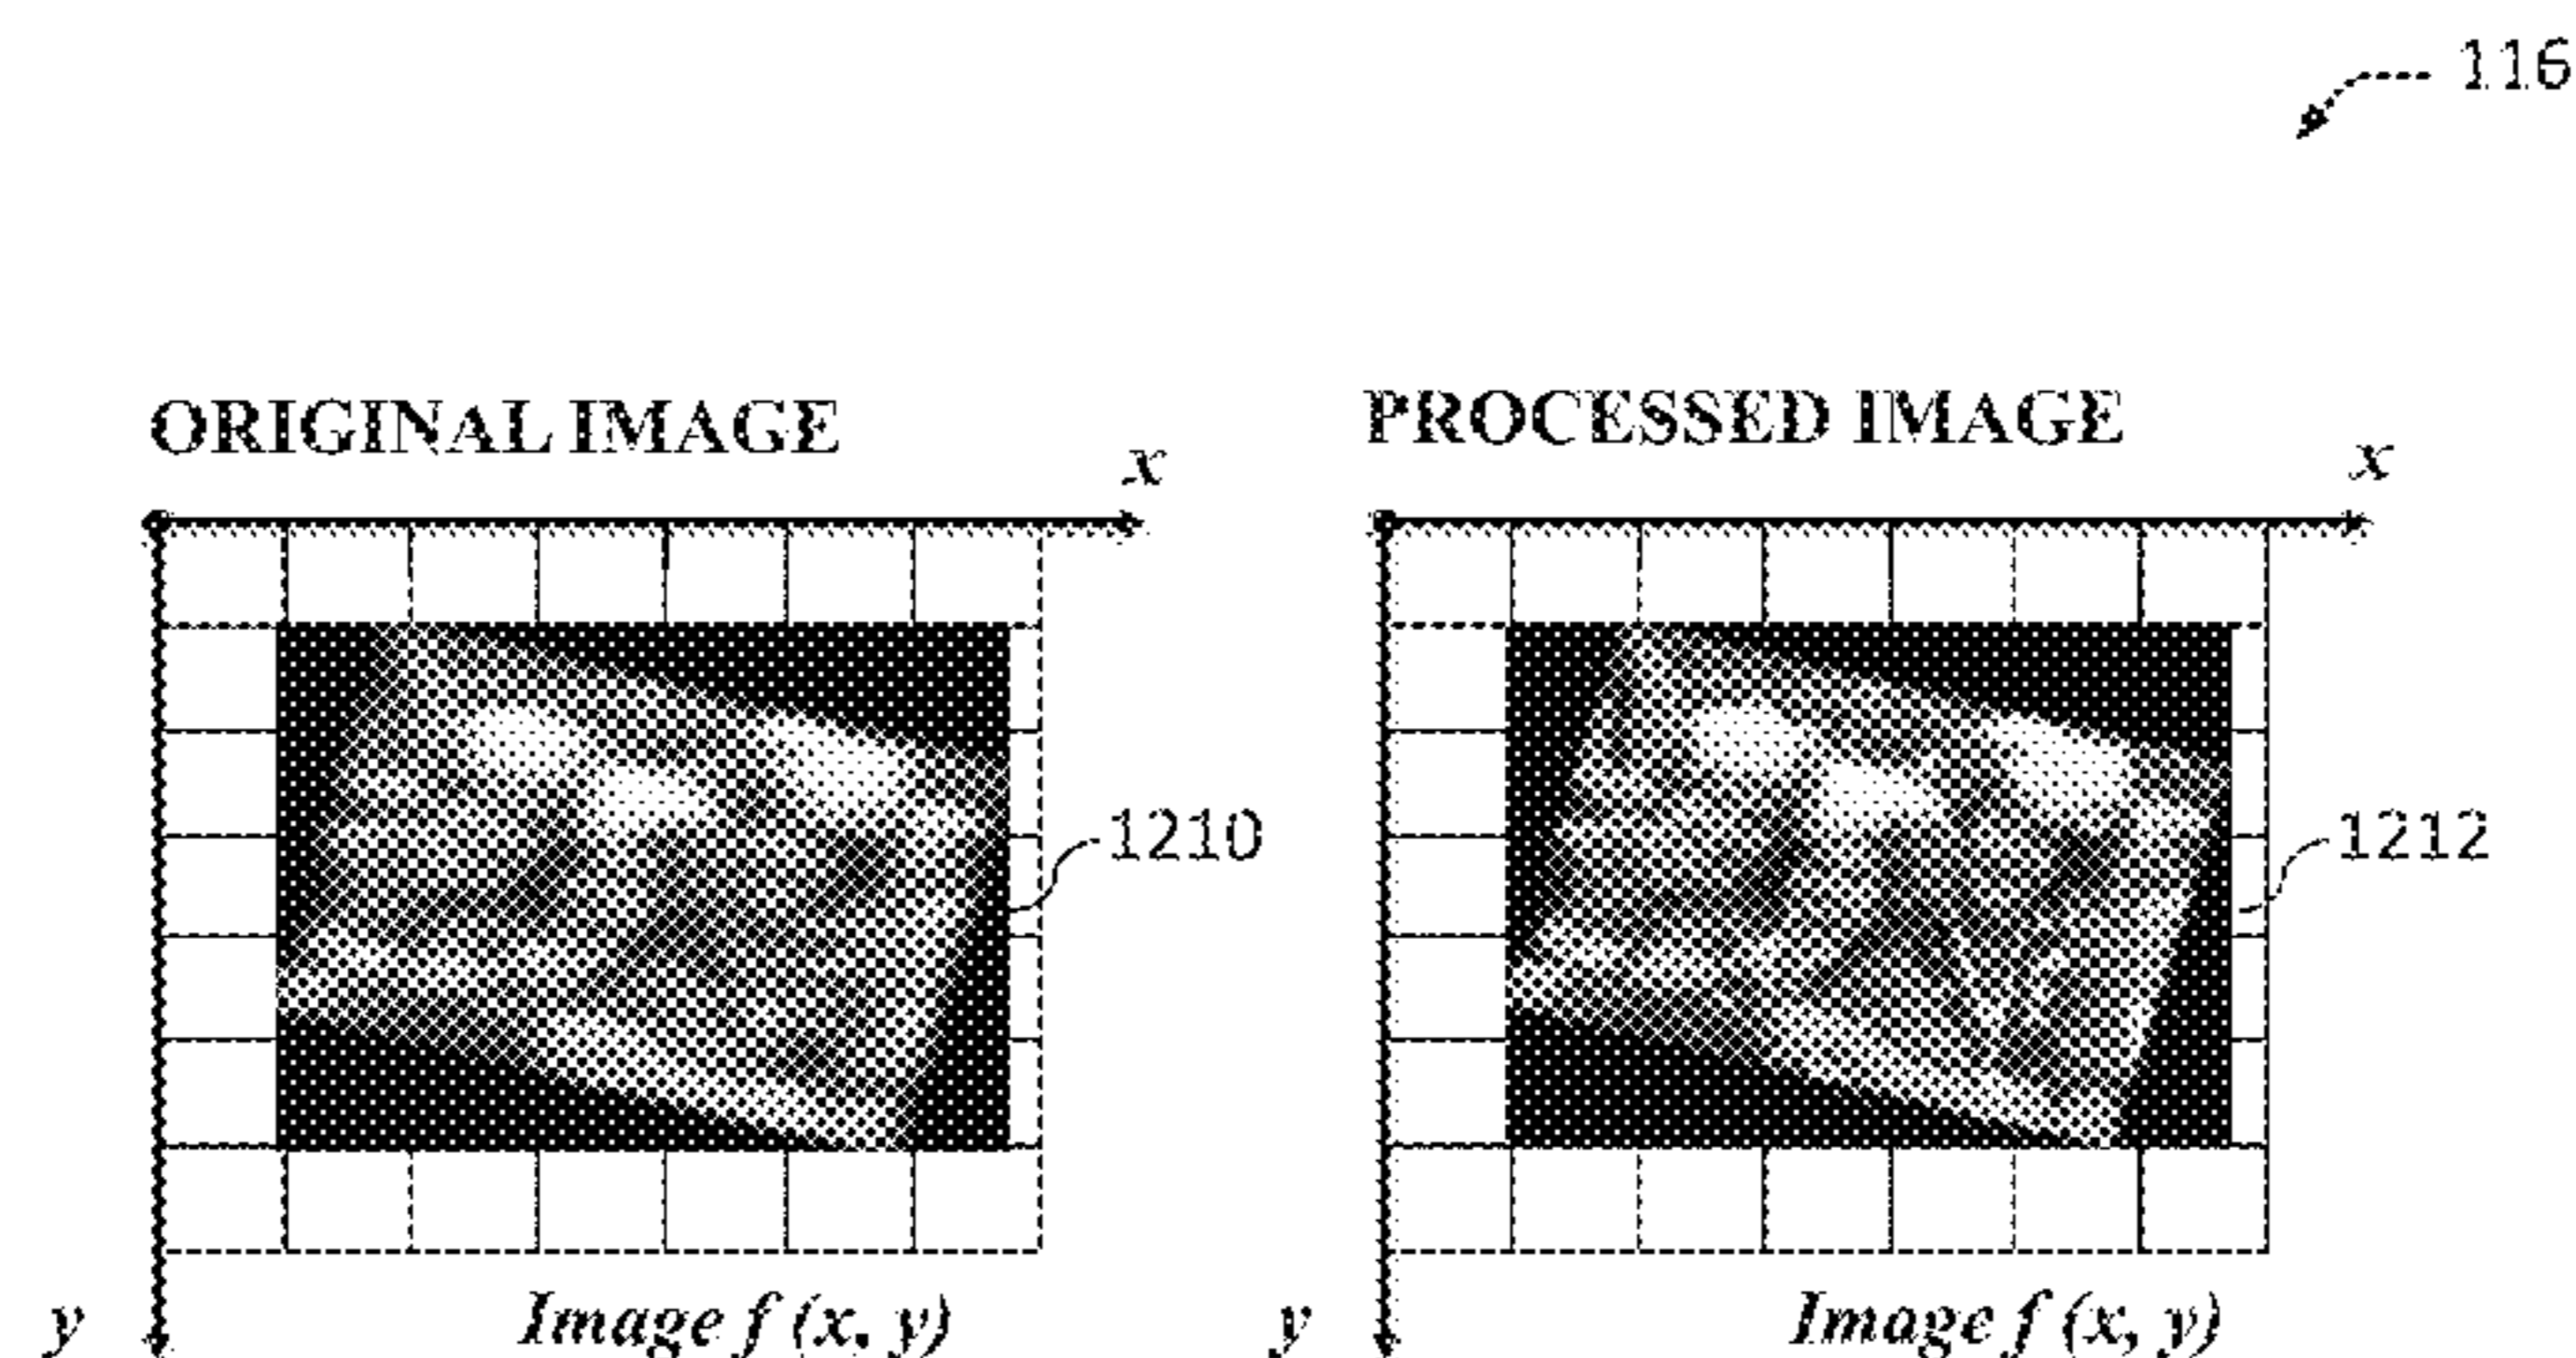 116
ORIGINAL IMAGE
PROCESSED IMAGE
x
x
1210
1212
y
Image f (x, y)
y
Image f (x, y)